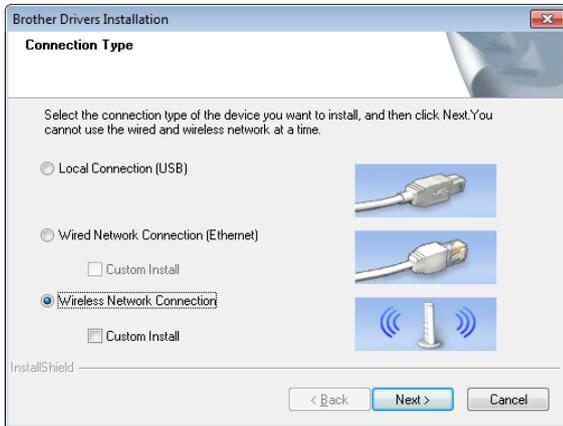 Brother Drivers Installation
Connection Type
Select the connection type of the device you want to install, and then click Next.You
cannot use the wired and wireless network at a time.
Local Connection (USB)
Wired Network Connection (Ethernet)
Custom Install
Wireless Network Connection
Custom Install
InstallShield
< Back
Next >
Cancel